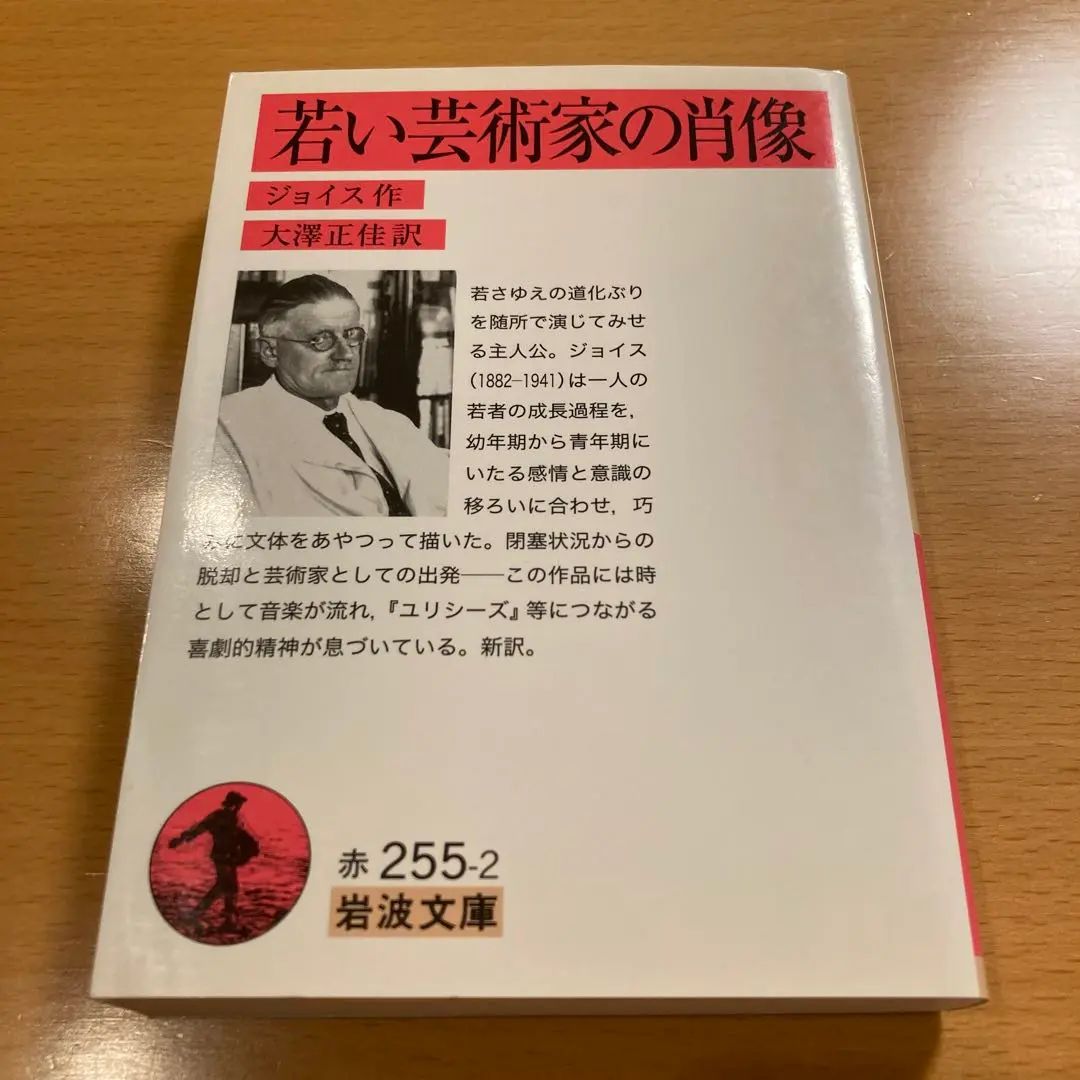 若い芸術家の肖像
ジョイス作
大澤正佳訳
若さゆえの道化ぶり
を随所で演じてみせ
る主人公。ジョイス
(1882–1941)は一人の
若者の成長過程を,
幼年期から青年期に
いたる感情と意識の
移ろいに合わせ, 巧
みに文体をあやつって描いた。閉塞状況からの
脱却と芸術家としての出発──この作品には時
として音楽が流れ,『ユリシーズ』等につながる
喜劇的精神が息づいている。新訳。
赤 255-2
岩波文庫